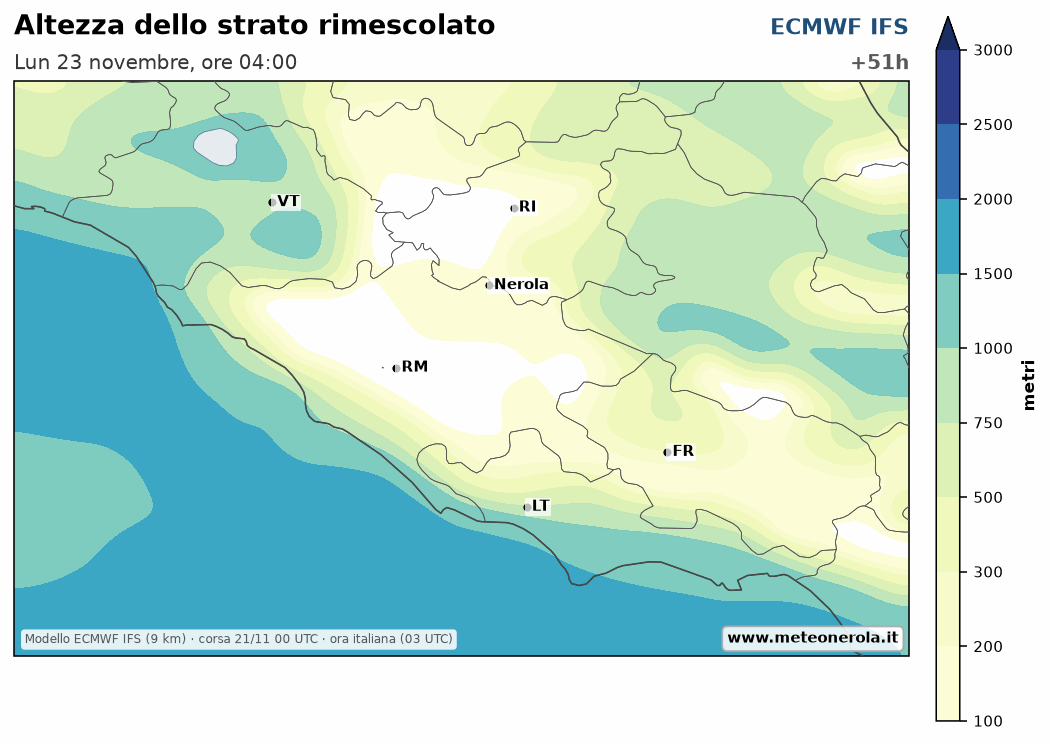 Altezza dello strato rimescolato
ECMWF IFS
Lun 23 novembre, ore 04:00
+51h
3000
2500
2000
1500
1000
750
500
300
200
100
metri
VT
RI
Nerola
RM
FR
LT
Modello ECMWF IFS (9 km) · corsa 21/11 00 UTC · ora italiana (03 UTC)
www.meteonerola.it